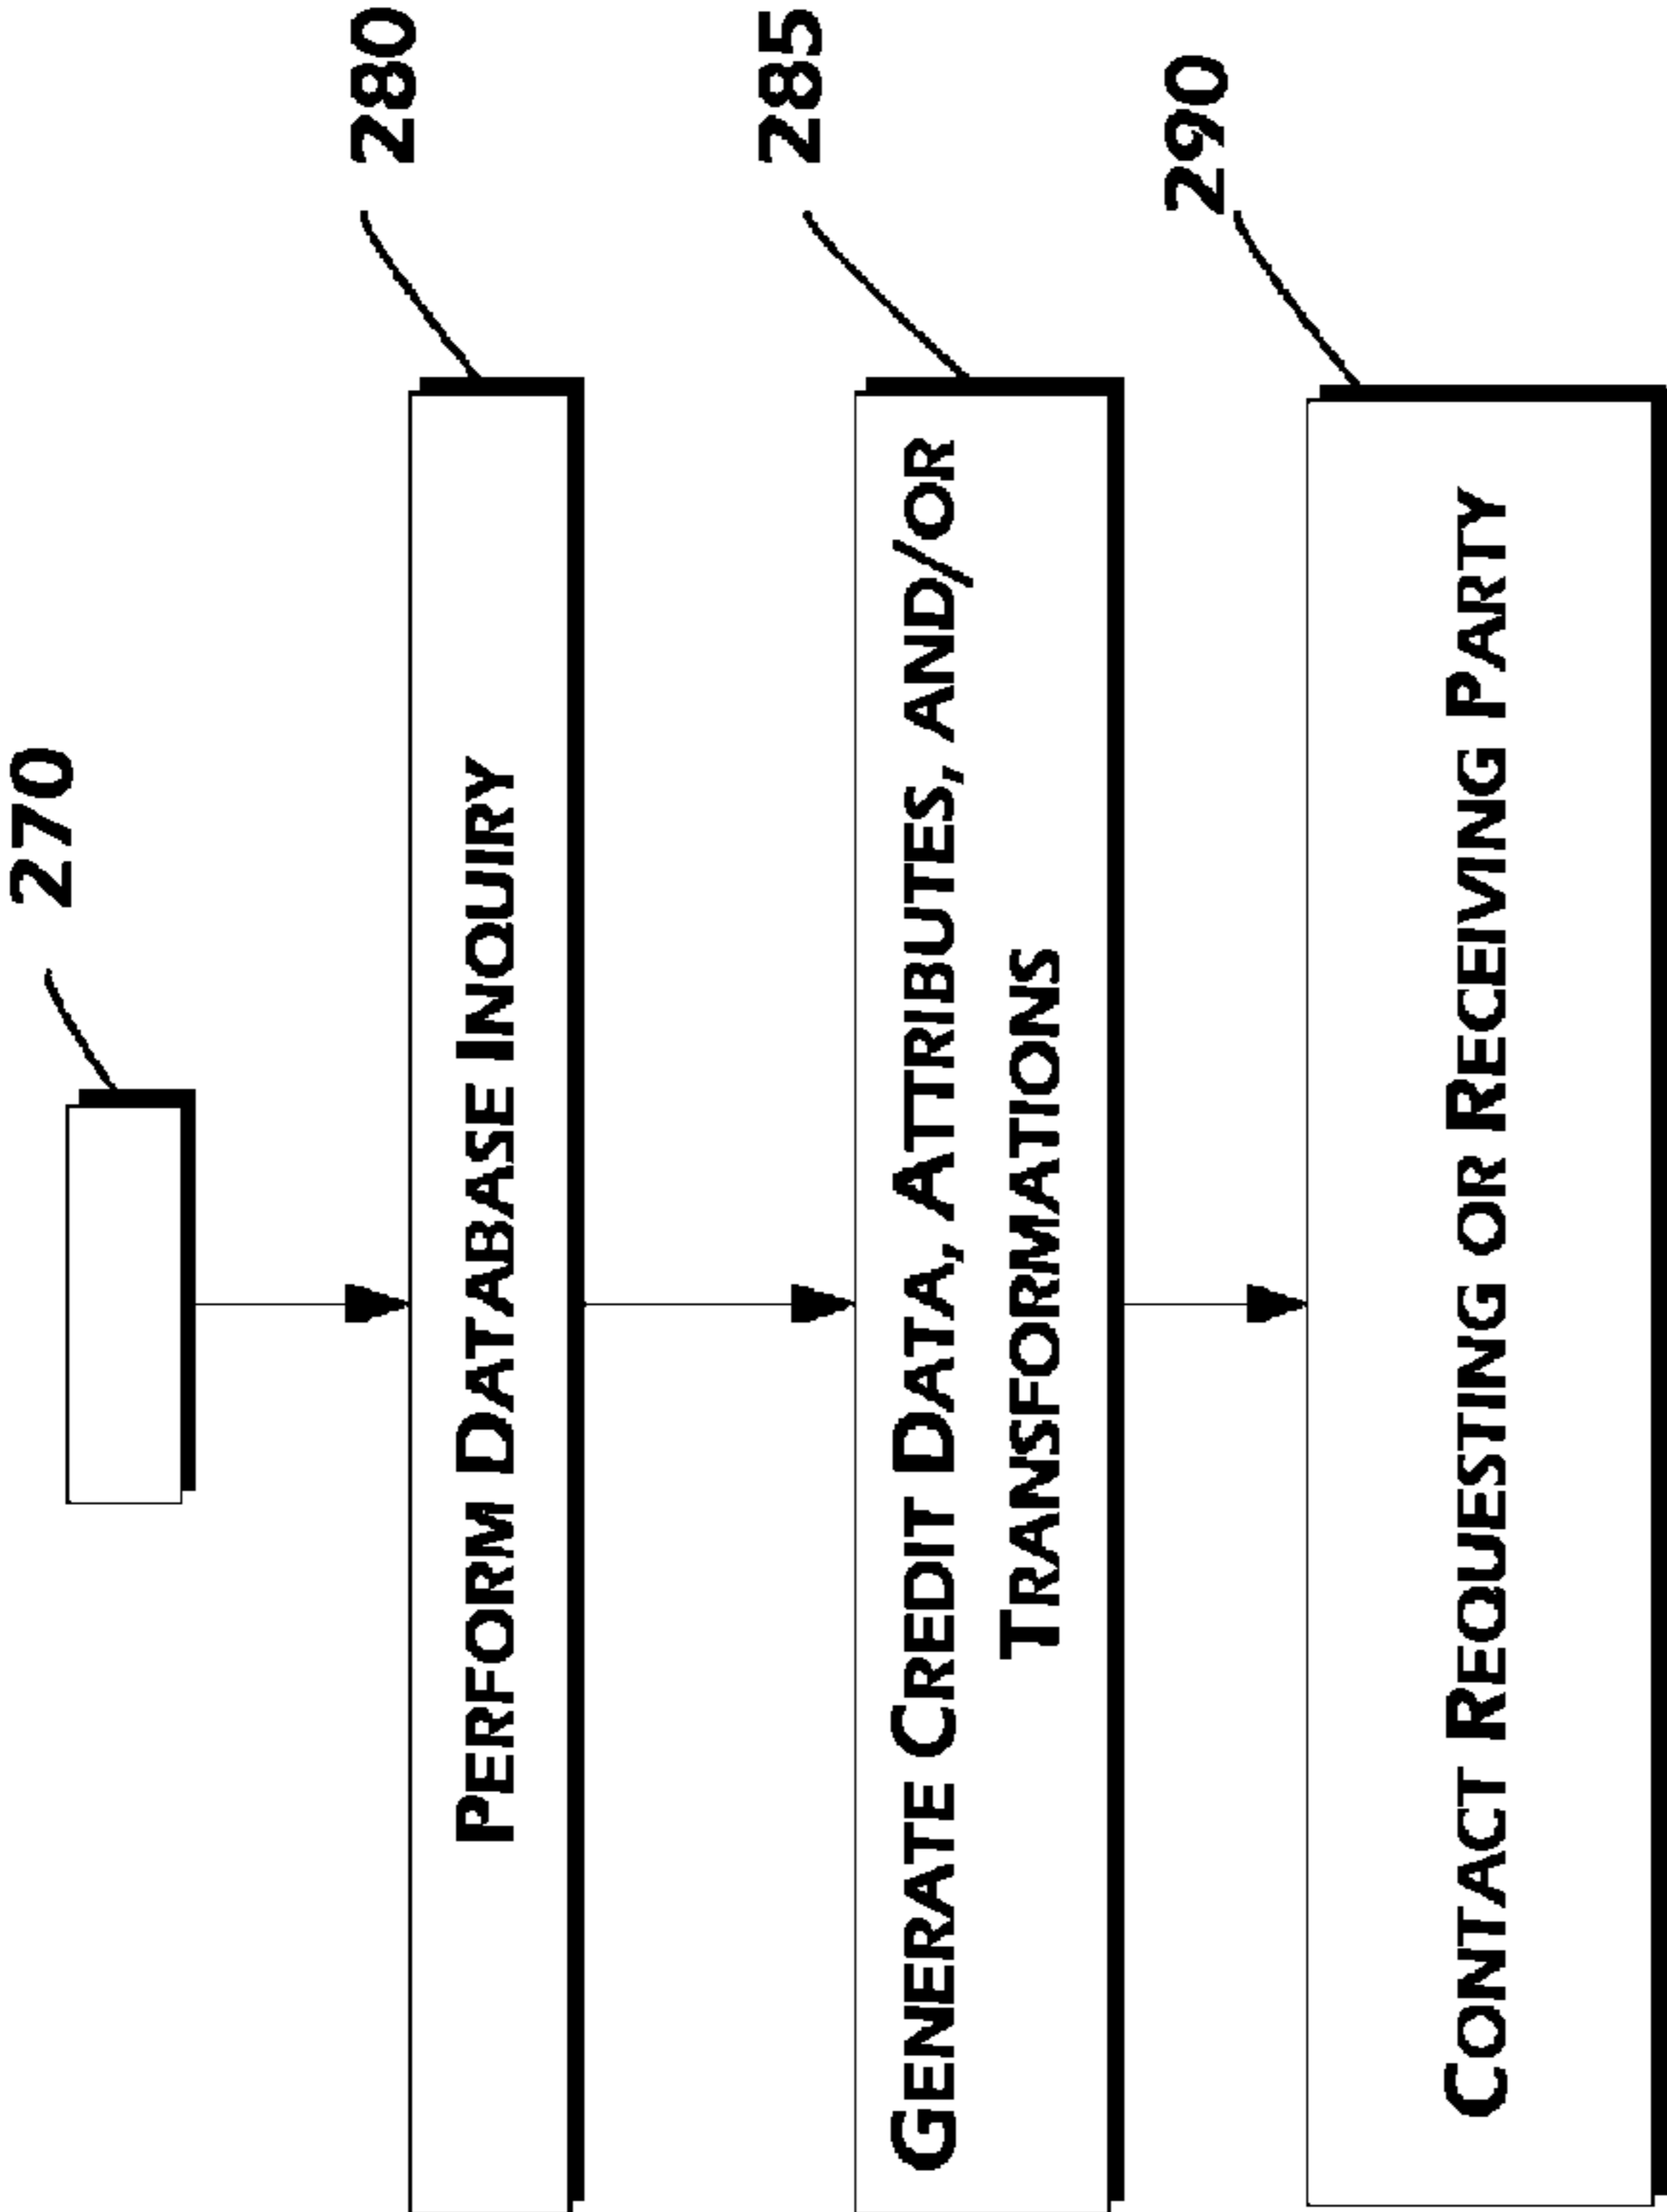 270
PERFORM DATABASE INQUIRY
280
GENERATE CREDIT DATA, ATTRIBUTES, AND/OR
TRANSFORMATIONS
285
CONTACT REQUESTING OR RECEIVING PARTY
290